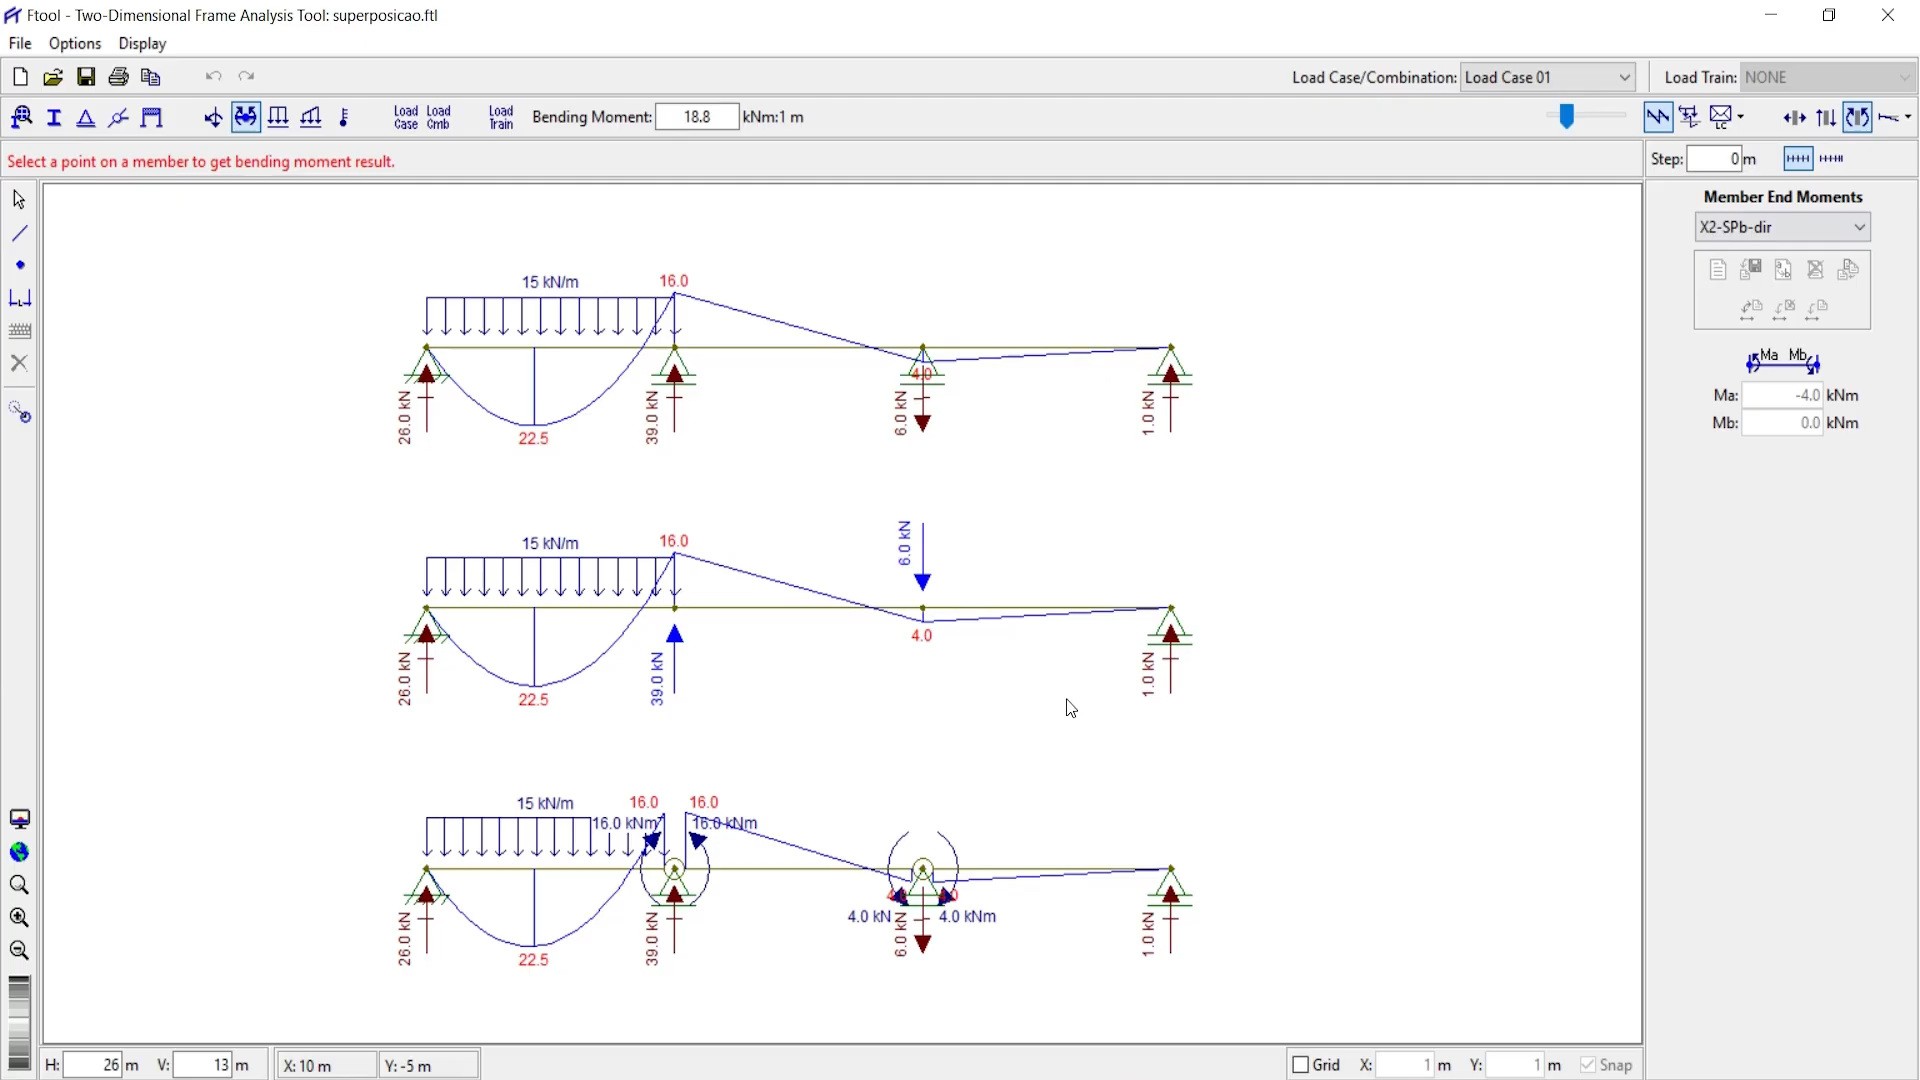 Ftool - Two-Dimensional Frame Analysis Tool: superposicao.ftl
File Options Display
Load Case/Combination: Load Case 01 Load Train: NONE
Load Case Load Cmb Load Train Bending Moment: 18.8 kNm:1 m
LC
Select a point on a member to get bending moment result.
Step: 0 m
Member End Moments
X2-SPb-dir
Ma Mb
Ma: -4.0 kNm
Mb: 0.0 kNm
15 kN/m 16.0
4.0
26.0 kN 39.0 kN 6.0 kN 1.0 kN
22.5
6.0 kN
15 kN/m 16.0
4.0
26.0 kN 39.0 kN 1.0 kN
22.5
15 kN/m 16.0 16.0
16.0 kNm 16.0 kNm
4.0 kN 4.0 kNm
26.0 kN 39.0 kN 6.0 kN 1.0 kN
22.5
H: 26 m V: 13 m X: 10 m Y: -5 m Grid X: 1 m Y: 1 m Snap